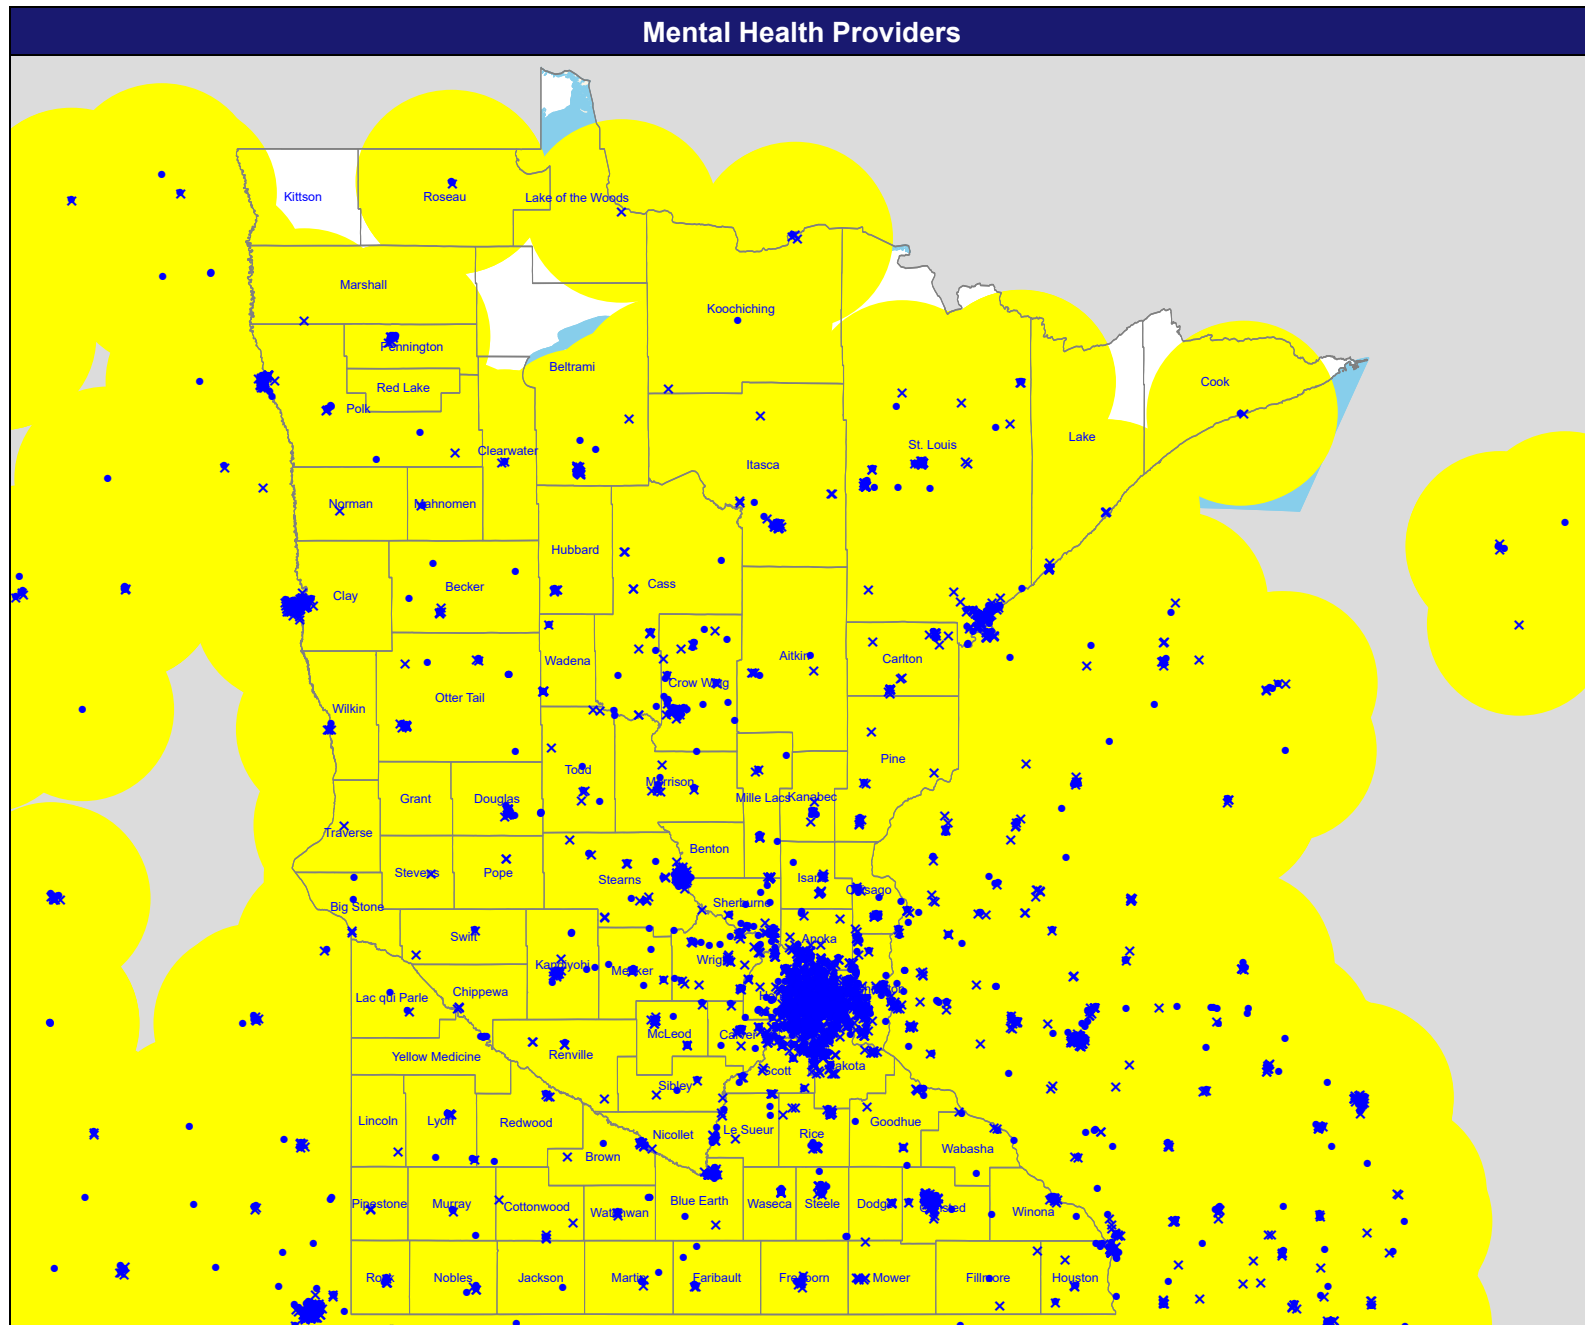 Mental Health Providers
Kittson
Roseau
Lake of the Woods
Marshall
Koochiching
Pennington
Beltrami
Red Lake
Polk
Cook
Lake
Clearwater
St. Louis
Itasca
Norman
Mahnomen
Hubbard
Cass
Becker
Clay
Wadena
Aitkin
Carlton
Crow Wing
Otter Tail
Wilkin
Pine
Todd
Morrison
Mille Lacs
Kanabec
Grant
Douglas
Traverse
Benton
Stevens
Pope
Stearns
Isanti
Chisago
Sherburne
Big Stone
Swift
Anoka
Kandiyohi
Meeker
Wright
Lac qui Parle
Chippewa
McLeod
Carver
Yellow Medicine
Renville
Scott
Dakota
Sibley
Lincoln
Lyon
Redwood
Nicollet
Le Sueur
Rice
Goodhue
Wabasha
Brown
Pipestone
Murray
Cottonwood
Watonwan
Blue Earth
Waseca
Steele
Dodge
Olmsted
Winona
Rock
Nobles
Jackson
Martin
Faribault
Freeborn
Mower
Fillmore
Houston